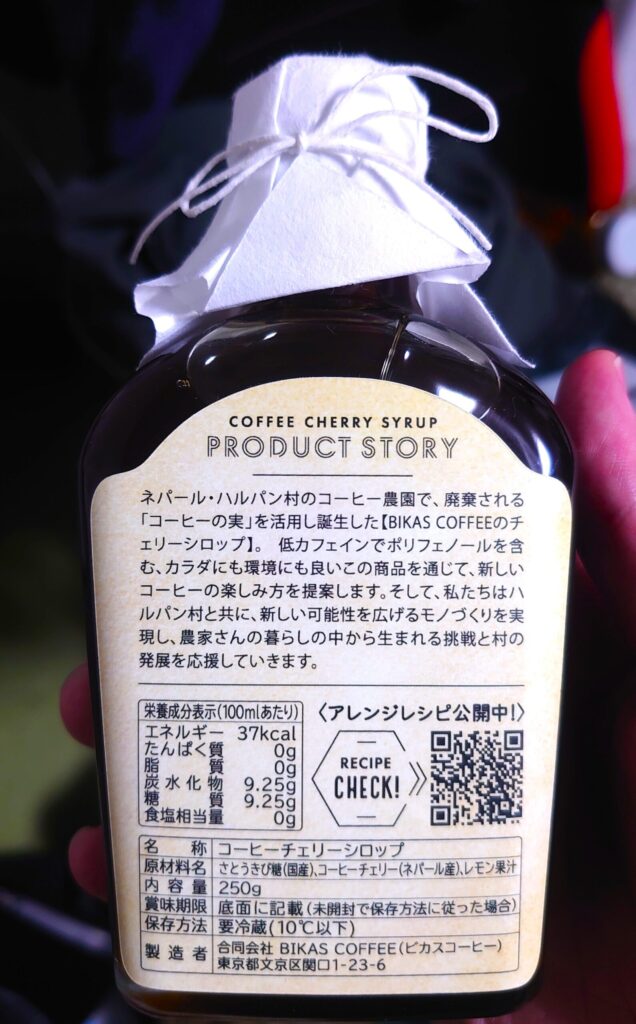 COFFEE CHERRY SYRUP
PRODUCT STORY
ネパール・ハルパン村のコーヒー農園で、廃棄される
「コーヒーの実」を活用し誕生した【BIKAS COFFEEのチ
ェリーシロップ】。 低カフェインでポリフェノールを含
む、カラダにも環境にも良いこの商品を通じて、新しい
コーヒーの楽しみ方を提案します。そして、私たちはハ
ルパン村と共に、新しい可能性を広げるモノづくりを実
現し、農家さんの暮らしの中から生まれる挑戦と村の
発展を応援していきます。
栄養成分表示(100mlあたり)
エネルギー 37kcal
たんぱく質 0g
脂質 0g
炭水化物 9.25g
糖質 9.25g
食塩相当量 0g
〈アレンジレシピ公開中!〉
RECIPE
CHECK!
名称 コーヒーチェリーシロップ
原材料名 さとうきび糖(国産)、コーヒーチェリー(ネパール産)、レモン果汁
内容量 250g
賞味期限 底面に記載(未開封で保存方法に従った場合)
保存方法 要冷蔵(10℃以下)
製造者 合同会社 BIKAS COFFEE(ビカスコーヒー)
東京都文京区関口1-23-6